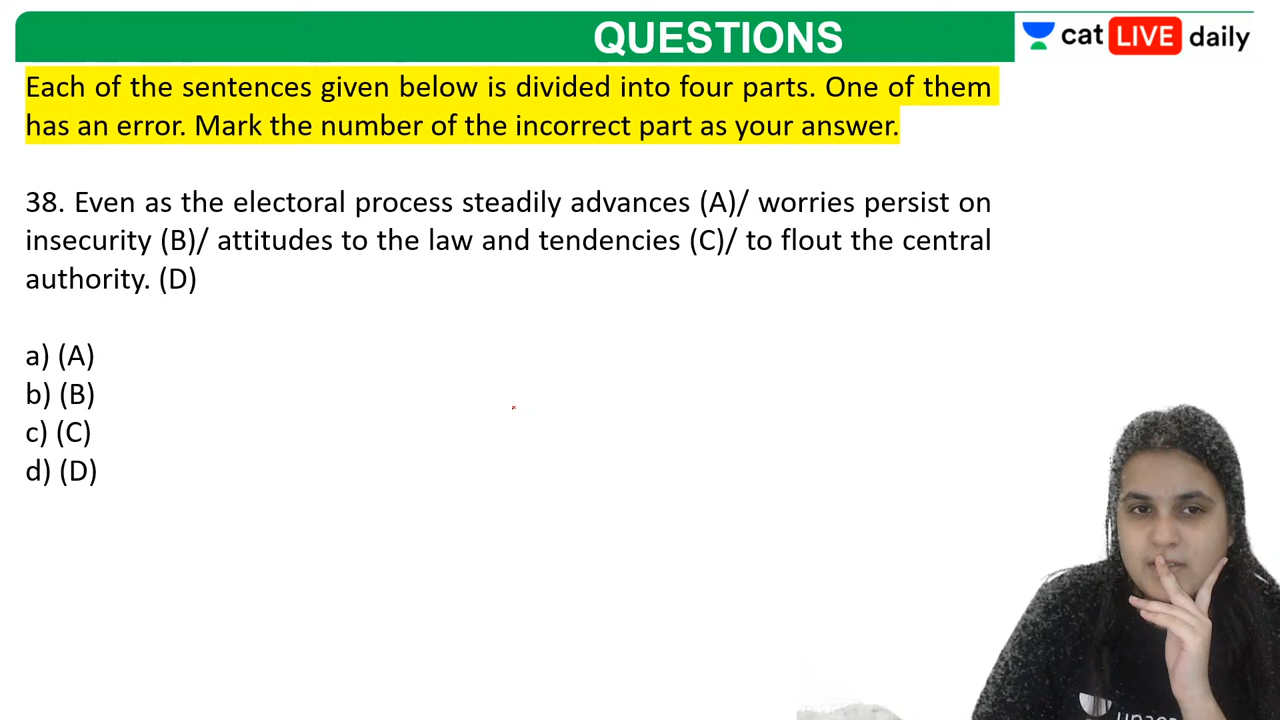 QUESTIONS
cat LIVE daily
Each of the sentences given below is divided into four parts. One of them
has an error. Mark the number of the incorrect part as your answer.
38. Even as the electoral process steadily advances (A)/ worries persist on
insecurity (B)/ attitudes to the law and tendencies (C)/ to flout the central
authority. (D)
a) (A)
b) (B)
c) (C)
d) (D)